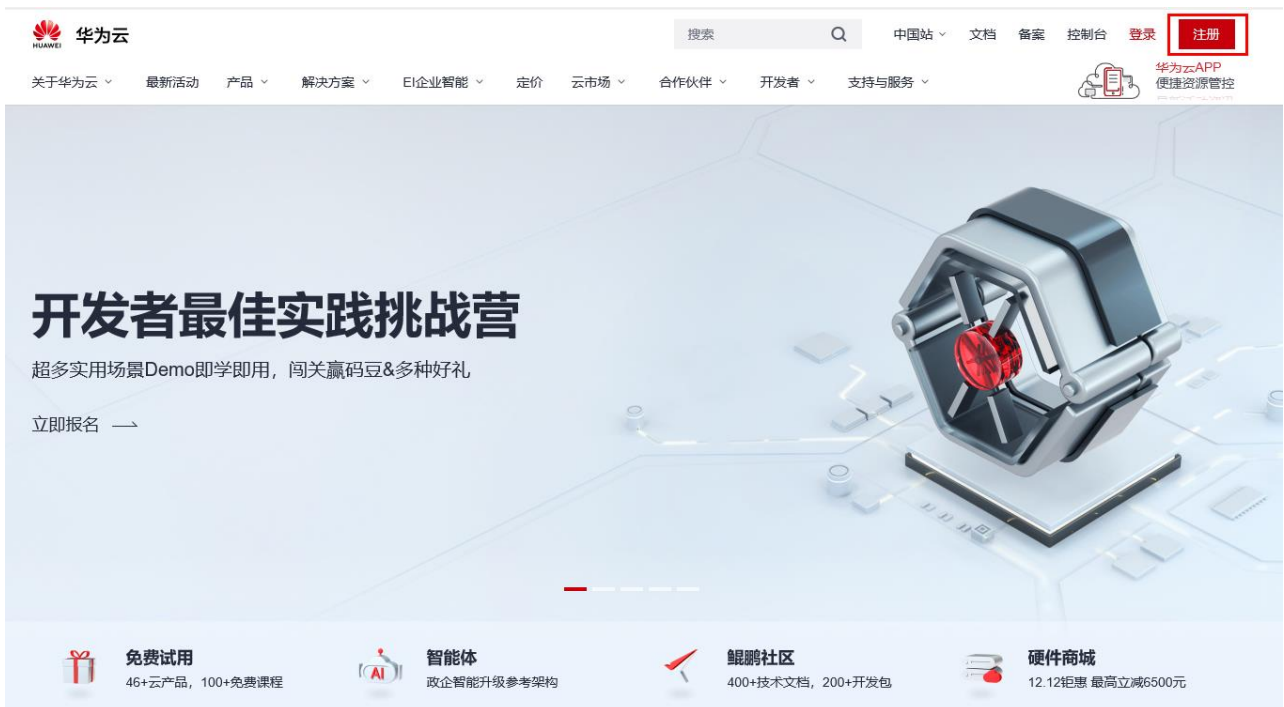 HUAWEI
华为云
搜索
中国站
文档
备案
控制台
登录
注册
关于华为云
最新活动
产品
解决方案
EI企业智能
定价
云市场
合作伙伴
开发者
支持与服务
华为云APP
便捷资源管控
开发者最佳实践挑战营
超多实用场景Demo即学即用，闯关赢码豆&多种好礼
立即报名
免费试用
46+云产品，100+免费课程
AI
智能体
政企智能升级参考架构
鲲鹏社区
400+技术文档，200+开发包
硬件商城
12.12钜惠 最高立减6500元